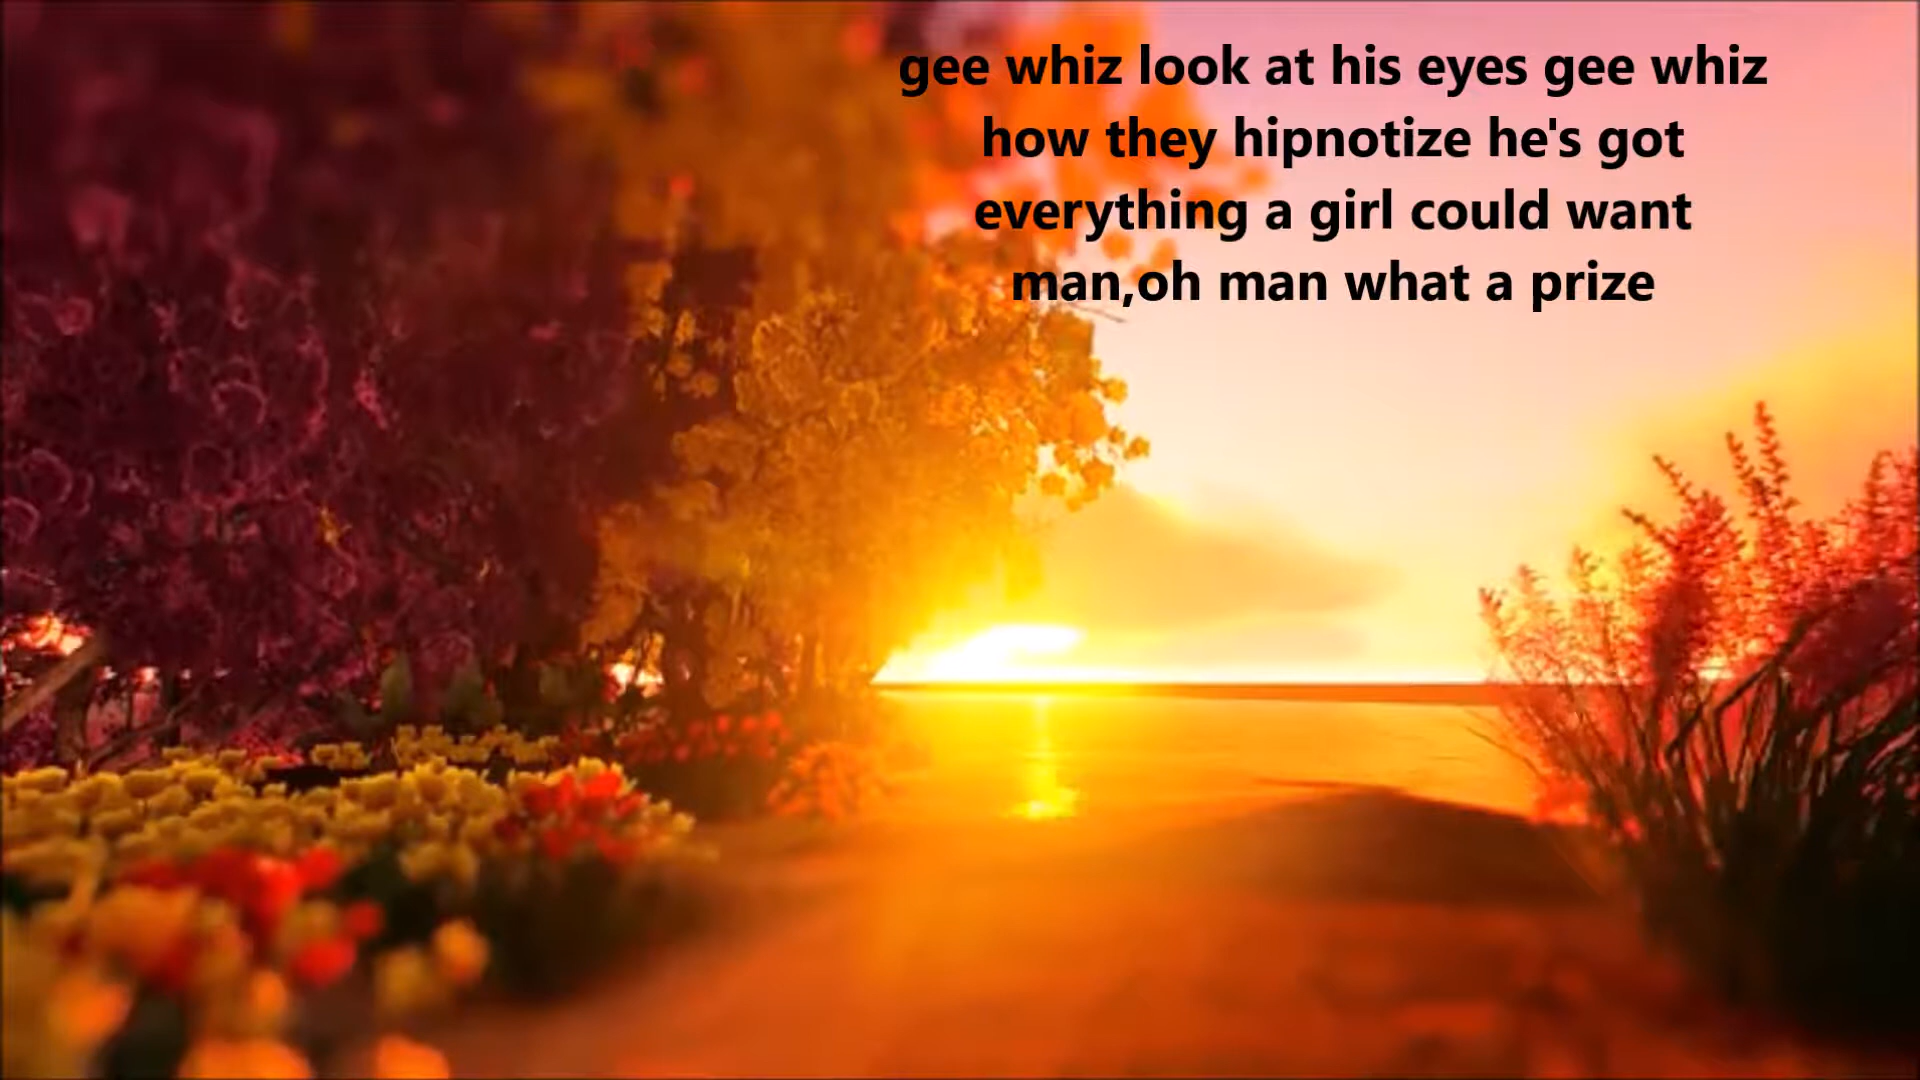 gee whiz look at his eyes gee whiz
how they hipnotize he's got
everything a girl could want
man,oh man what a prize